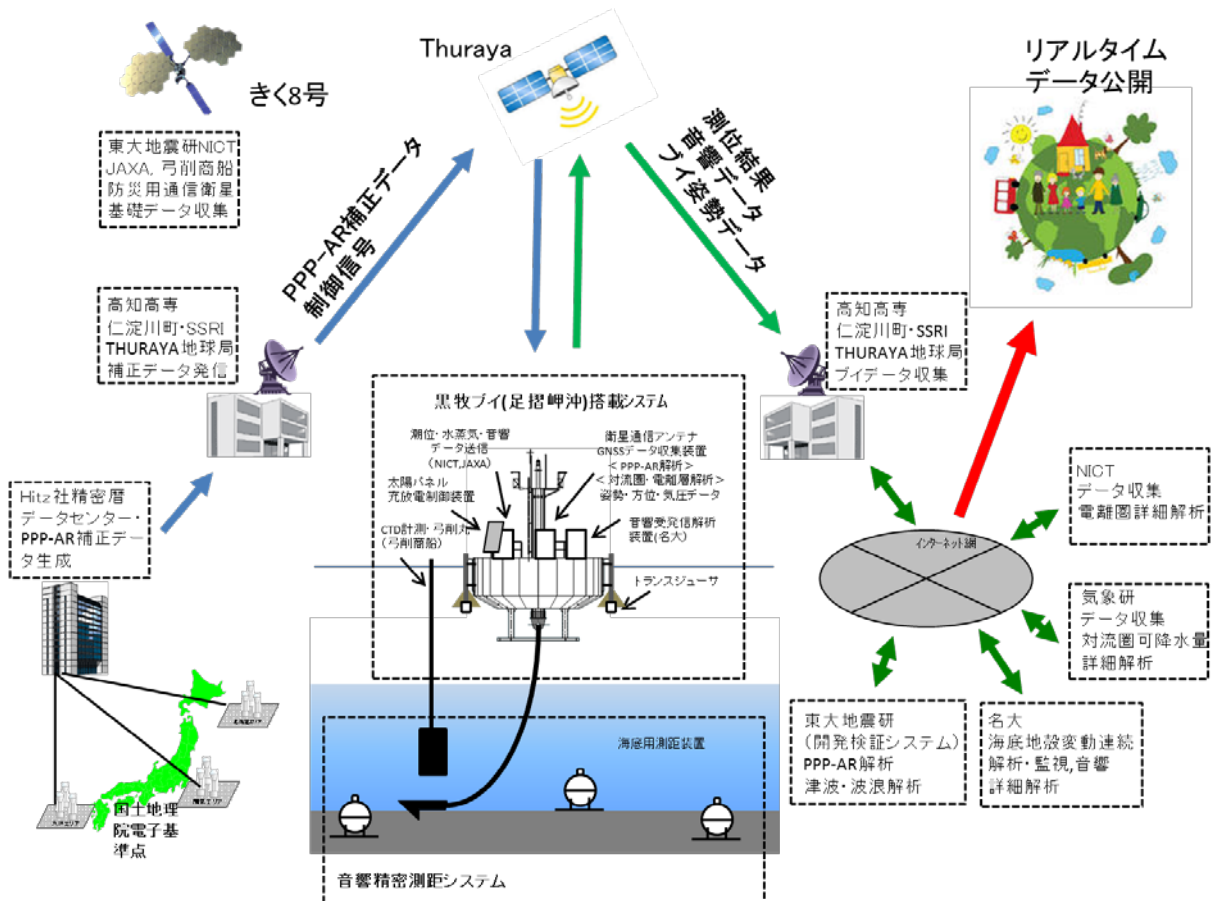 きく8号
東大地震研NICT
JAXA, 弓削商船
防災用通信衛星
基礎データ収集
Thuraya
リアルタイム
データ公開
PPP-AR補正データ
制御信号
測位結果
音響データ
ブイ姿勢データ
高知高専
仁淀川町・SSRI
THURAYA地球局
補正データ発信
高知高専
仁淀川町・SSRI
THURAYA地球局
ブイデータ収集
Hitz社精密暦
データセンター・
PPP-AR補正デー
タ生成
国土地理
院電子基
準点
黒牧ブイ(足摺岬沖)搭載システム
潮位・水蒸気・音響
データ送信
(NICT,JAXA)
太陽パネル
充放電制御装置
CTD計測・弓削丸
(弓削商船)
衛星通信アンテナ
GNSSデータ収集装置
< PPP-AR解析>
< 対流圏・電離層解析>
姿勢・方位・気圧データ
音響受発信解析
装置(名大)
トランスジューサ
海底用測距装置
音響精密測距システム
インターネット網
NICT
データ収集
電離圏詳細解析
気象研
データ収集
対流圏可降水量
詳細解析
東大地震研
(開発検証システム)
PPP-AR解析
津波・波浪解析
名大
海底地殻変動連続
解析・監視,音響
詳細解析